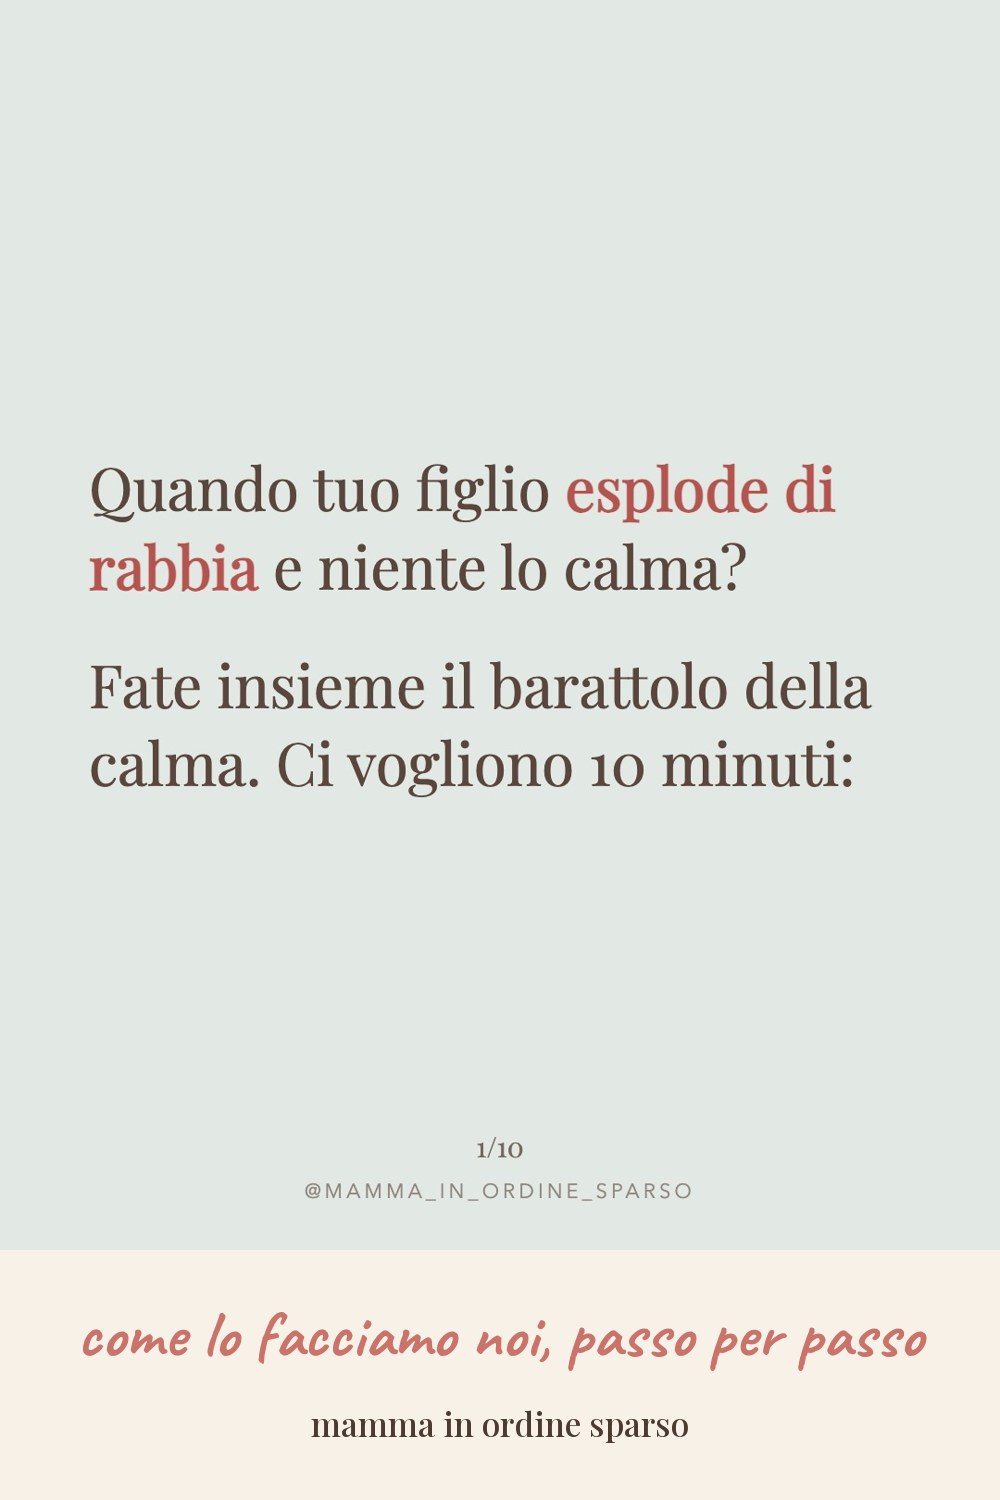 Quando tuo figlio esplode di
rabbia e niente lo calma?
Fate insieme il barattolo della
calma. Ci vogliono 10 minuti:
1/10
@MAMMA_IN_ORDINE_SPARSO
come lo facciamo noi, passo per passo
mamma in ordine sparso